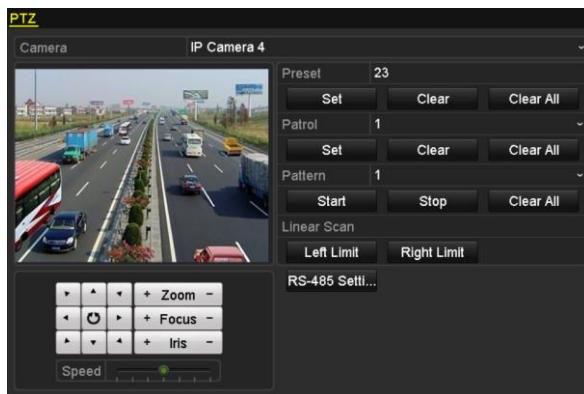 PTZ
Camera IP Camera 4
Preset 23
Set Clear Clear All
Patrol 1
Set Clear Clear All
Pattern 1
Start Stop Clear All
Linear Scan
Left Limit Right Limit
RS-485 Setti...
+ Zoom -
+ Focus -
+ Iris -
Speed